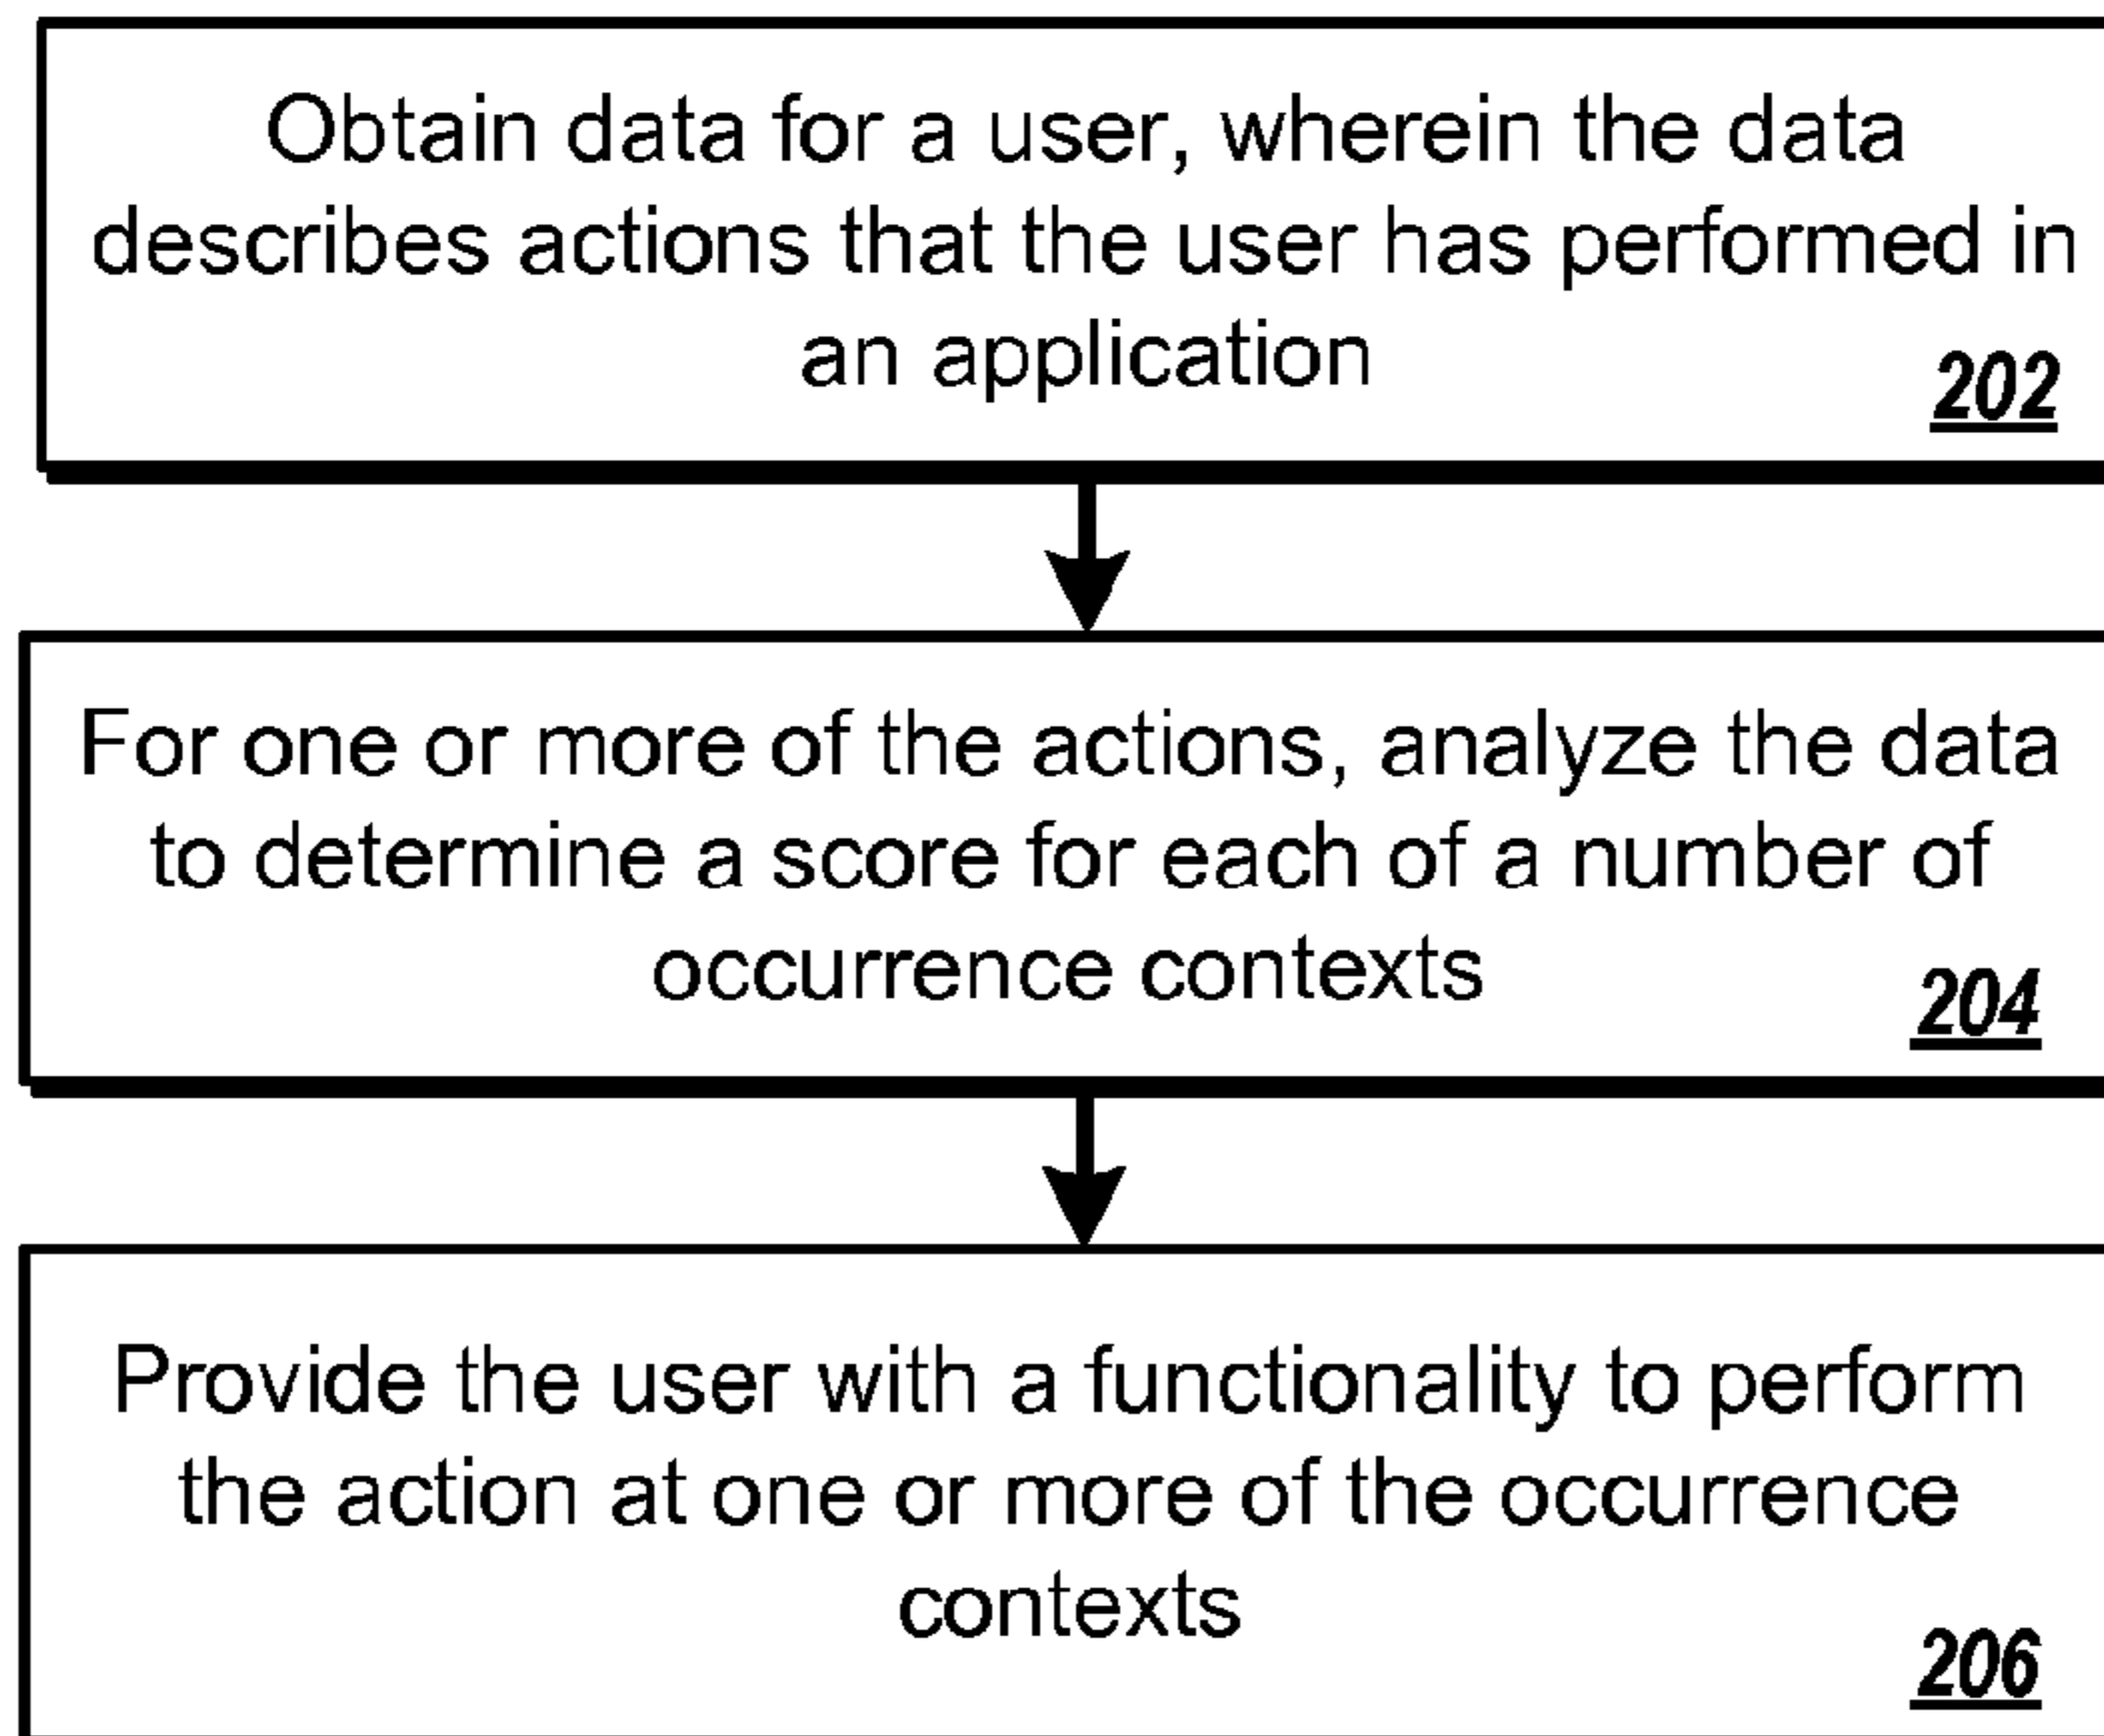 Obtain data for a user, wherein the data
describes actions that the user has performed in
an application
202
For one or more of the actions, analyze the data
to determine a score for each of a number of
occurrence contexts
204
Provide the user with a functionality to perform
the action at one or more of the occurrence
contexts
206